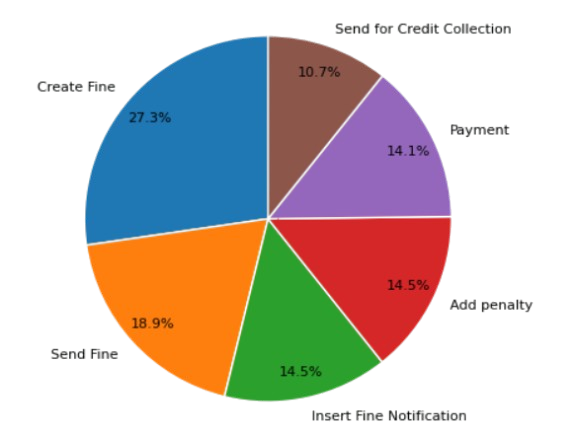 Send for Credit Collection
10.7%
Create Fine
27.3%
Payment
14.1%
14.5%
Add penalty
18.9%
Send Fine
14.5%
Insert Fine Notification